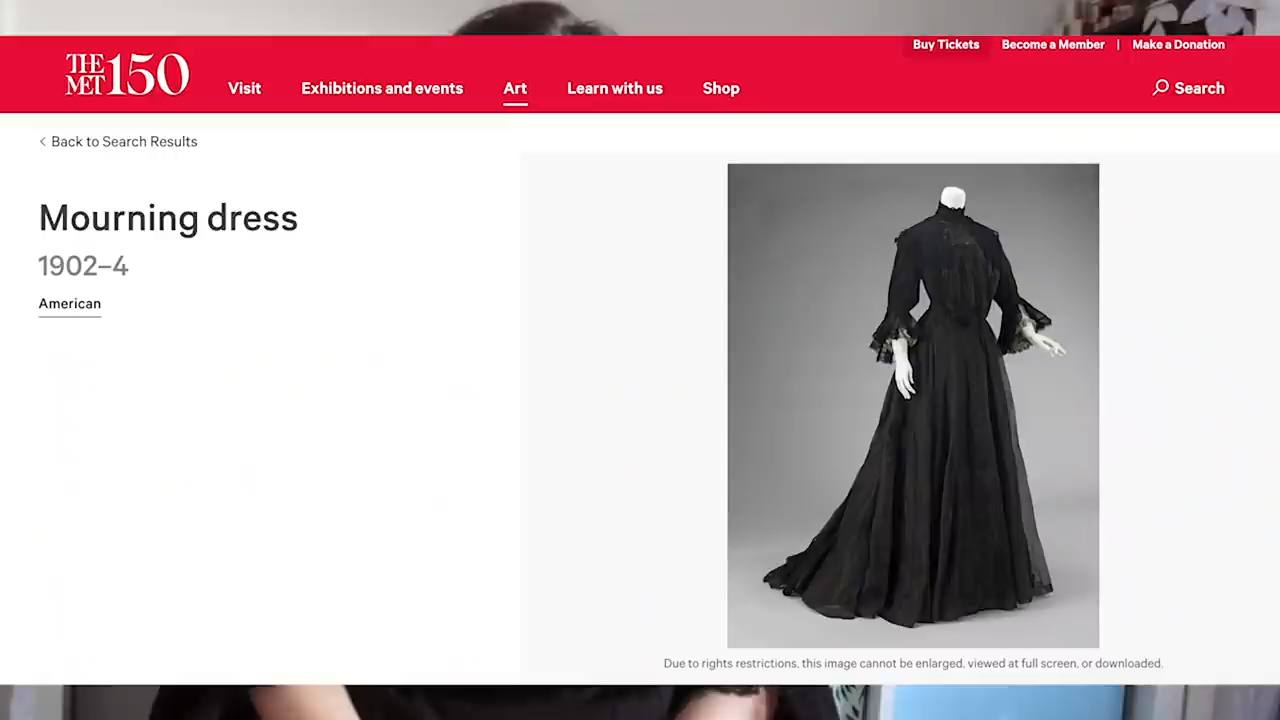 Buy Tickets Become a Member | Make a Donation
THE MET 150
Visit Exhibitions and events Art Learn with us Shop Search
< Back to Search Results
Mourning dress
1902–4
American
Due to rights restrictions, this image cannot be enlarged, viewed at full screen, or downloaded.